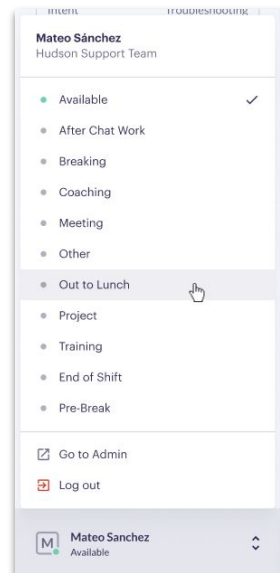 Intent Troubleshooting
Mateo Sánchez
Hudson Support Team
Available
After Chat Work
Breaking
Coaching
Meeting
Other
Out to Lunch
Project
Training
End of Shift
Pre-Break
Go to Admin
Log out
M
Mateo Sanchez
Available